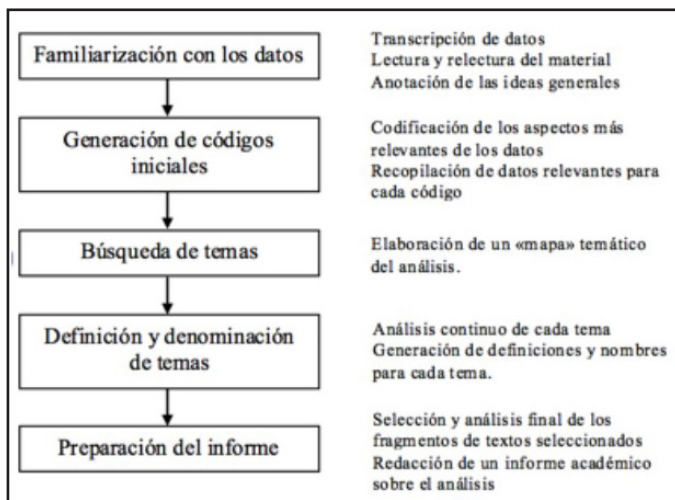 Familiarización con los datos
Transcripción de datos
Lectura y relectura del material
Anotación de las ideas generales
Generación de códigos
iniciales
Codificación de los aspectos más
relevantes de los datos
Recopilación de datos relevantes para
cada código
Búsqueda de temas
Elaboración de un «mapa» temático
del análisis.
Definición y denominación
de temas
Análisis continuo de cada tema
Generación de definiciones y nombres
para cada tema.
Preparación del informe
Selección y análisis final de los
fragmentos de textos seleccionados
Redacción de un informe académico
sobre el análisis